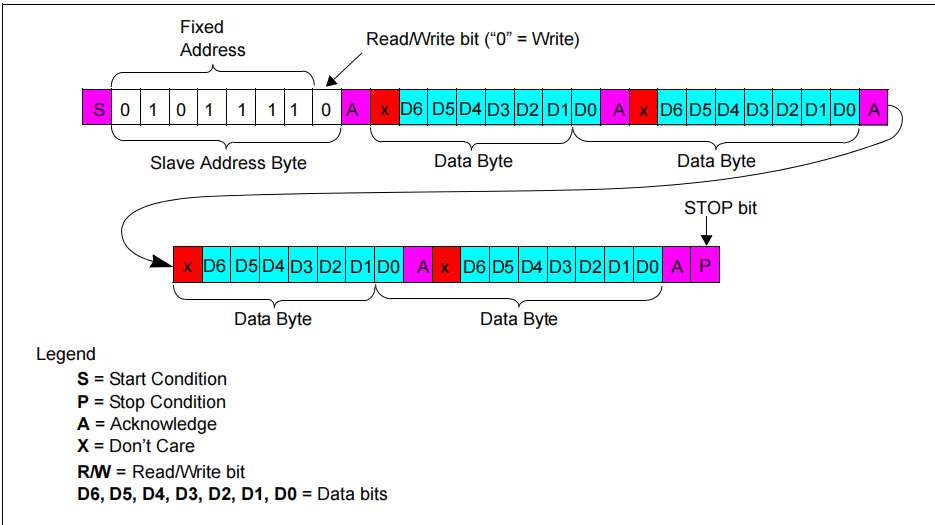 Fixed
Address
Read/Write bit (“0” = Write)
S 0 1 0 1 1 1 1 0 A x D6 D5 D4 D3 D2 D1 D0 A x D6 D5 D4 D3 D2 D1 D0 A
Slave Address Byte Data Byte Data Byte
STOP bit
x D6 D5 D4 D3 D2 D1 D0 A x D6 D5 D4 D3 D2 D1 D0 A P
Data Byte Data Byte
Legend
S = Start Condition
P = Stop Condition
A = Acknowledge
X = Don’t Care
R/W = Read/Write bit
D6, D5, D4, D3, D2, D1, D0 = Data bits